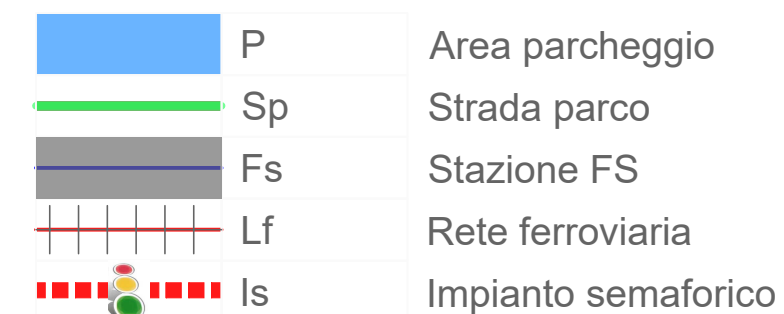 P Area parcheggio
Sp Strada parco
Fs Stazione FS
Lf Rete ferroviaria
Is Impianto semaforico